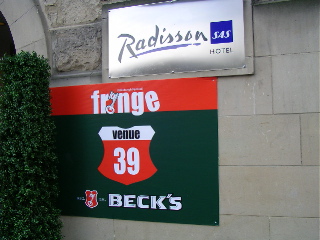 Radisson SAS
HOTEL
fringe
venue
39
BECK'S